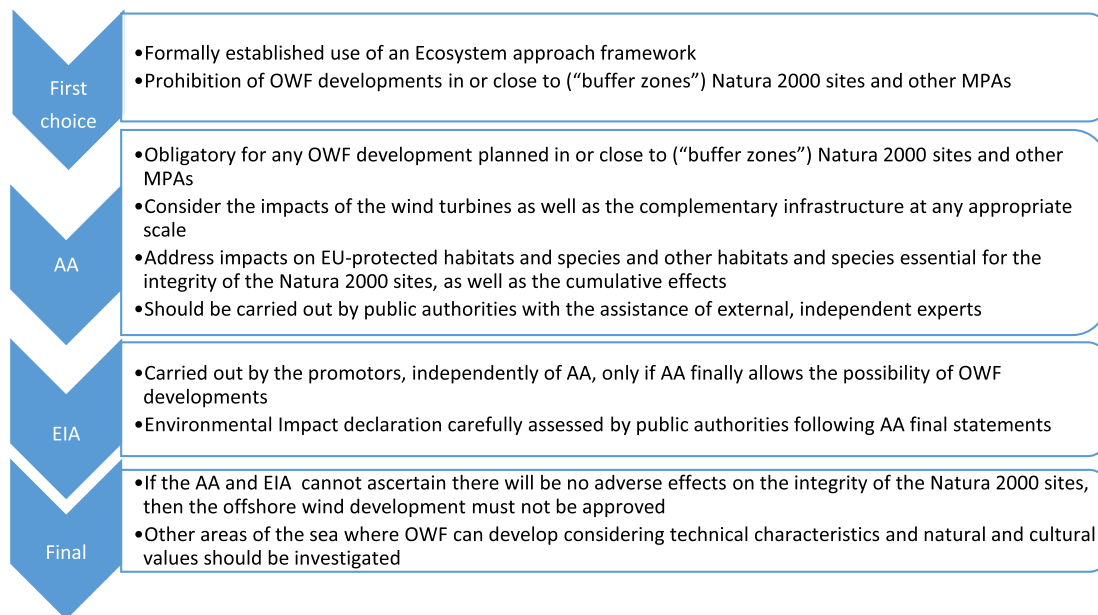 First
choice
•Formally established use of an Ecosystem approach framework
•Prohibition of OWF developments in or close to (“buffer zones”) Natura 2000 sites and other MPAs
AA
•Obligatory for any OWF development planned in or close to (“buffer zones”) Natura 2000 sites and other
MPAs
•Consider the impacts of the wind turbines as well as the complementary infrastructure at any appropriate
scale
•Address impacts on EU-protected habitats and species and other habitats and species essential for the
integrity of the Natura 2000 sites, as well as the cumulative effects
•Should be carried out by public authorities with the assistance of external, independent experts
EIA
•Carried out by the promotors, independently of AA, only if AA finally allows the possibility of OWF
developments
•Environmental Impact declaration carefully assessed by public authorities following AA final statements
Final
•If the AA and EIA  cannot ascertain there will be no adverse effects on the integrity of the Natura 2000 sites,
then the offshore wind development must not be approved
•Other areas of the sea where OWF can develop considering technical characteristics and natural and cultural
values should be investigated